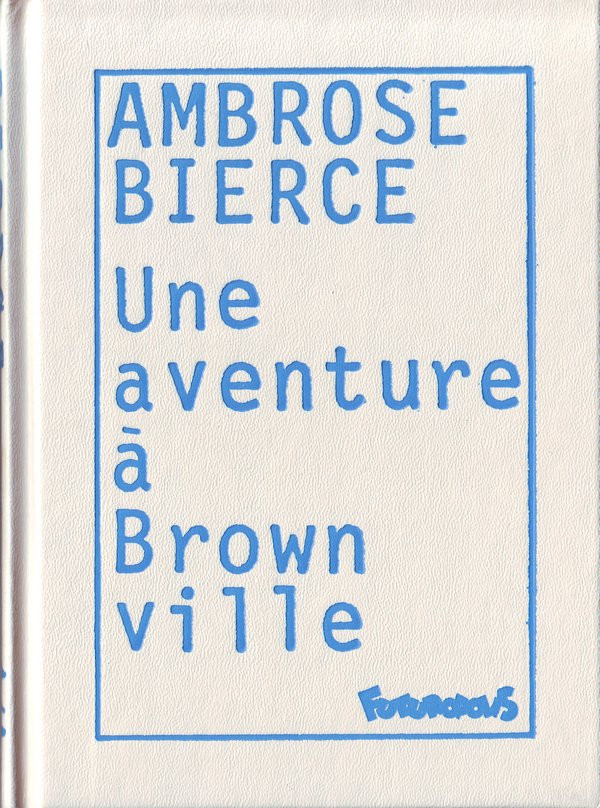 AMBROSE
BIERCE
Une
aventure
à
Brown
ville
FUTUROPOLIS